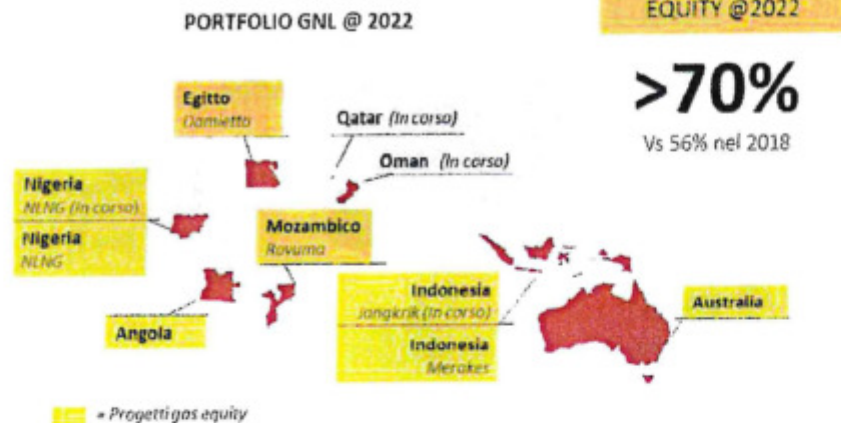 PORTFOLIO GNL @ 2022
EQUITY @2022
>70%
Vs 56% nel 2018
Egitto
Damietta
Qatar (In corso)
Oman (In corso)
Nigeria
NLNG (In corso)
Nigeria
NLNG
Mozambico
Rovuma
Angola
Indonesia
Jangkrik (In corso)
Indonesia
Merakes
Australia
= Progetti gas equity